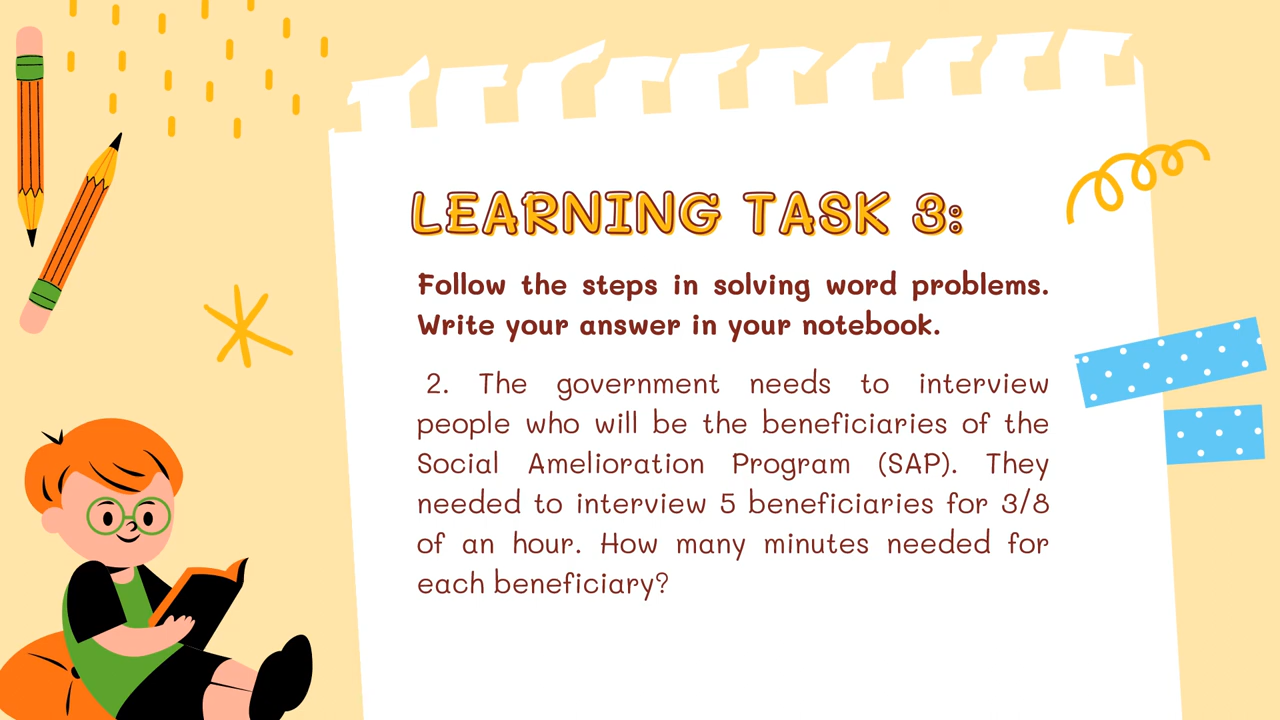 LEARNING TASK 3:
Follow the steps in solving word problems.
Write your answer in your notebook.
2. The government needs to interview
people who will be the beneficiaries of the
Social Amelioration Program (SAP). They
needed to interview 5 beneficiaries for 3/8
of an hour. How many minutes needed for
each beneficiary?